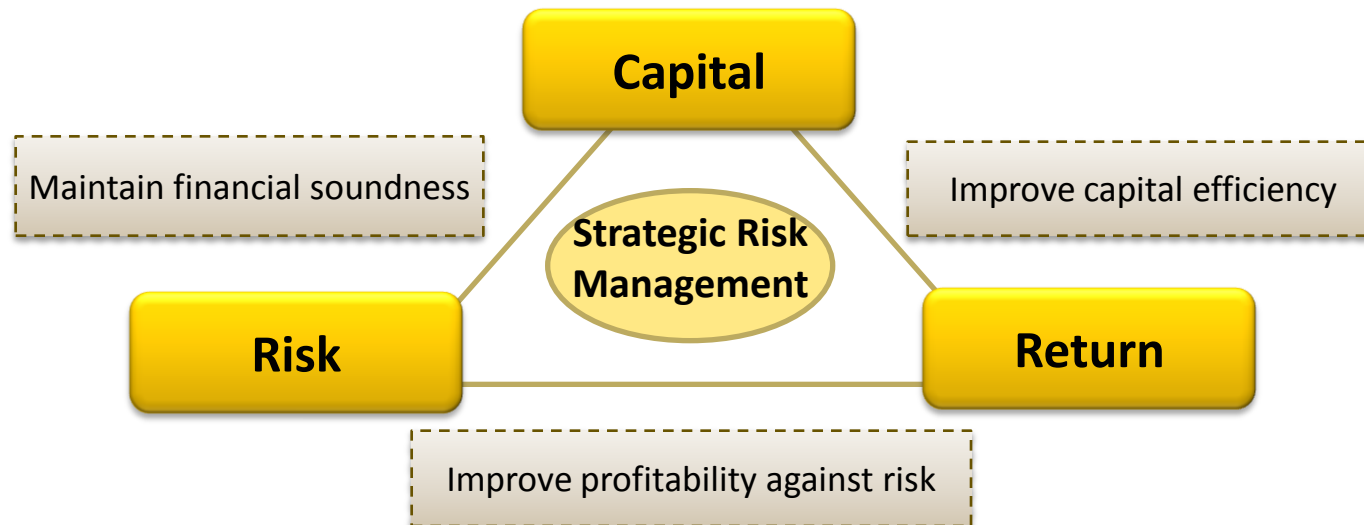 Capital
Maintain financial soundness
Improve capital efficiency
Strategic Risk
Management
Risk
Return
Improve profitability against risk